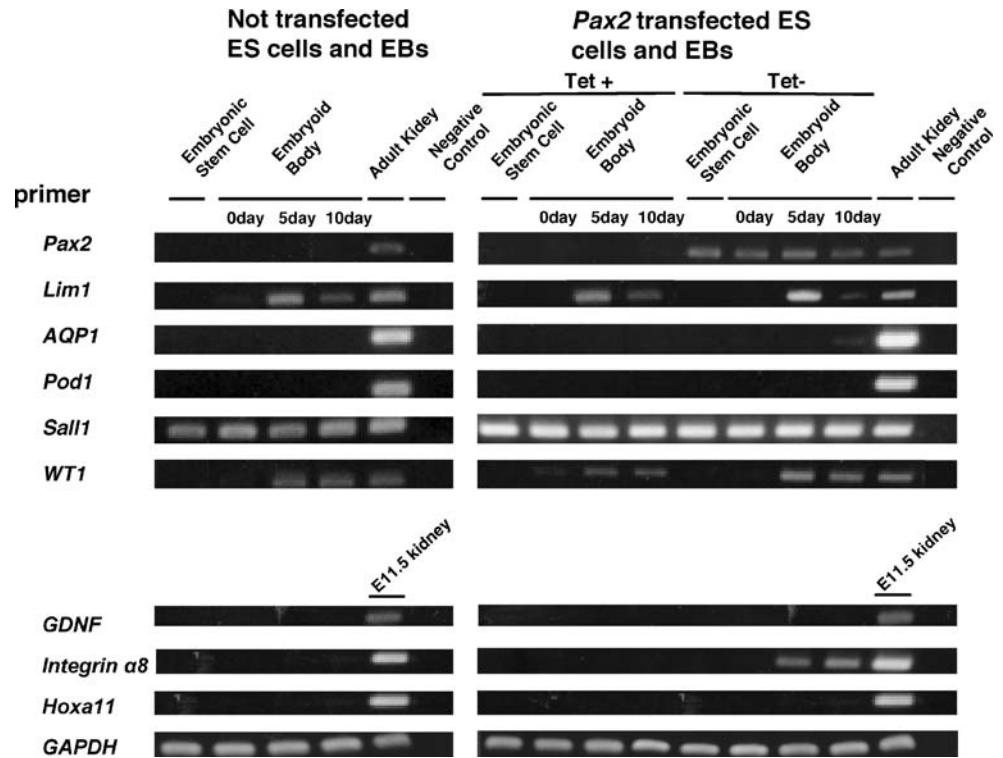 Not transfected
ES cells and EBs
Pax2 transfected ES
cells and EBs
Tet +
Tet-
Embryonic
Stem Cell
Embryoid
Body
Adult Kidey
Negative
Control
Embryonic
Stem Cell
Embryoid
Body
Embryonic
Stem Cell
Embryoid
Body
Adult Kidey
Negative
Control
primer
0day 5day 10day 0day 5day 10day 0day 5day 10day
Pax2
Lim1
AQP1
Pod1
Sall1
WT1
E11.5 kidney E11.5 kidney
GDNF
Integrin α8
Hoxa11
GAPDH